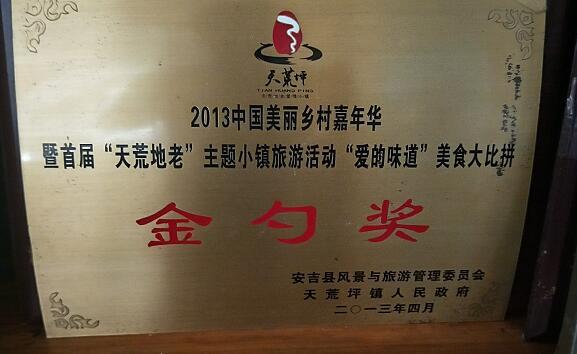 天荒坪
TIAN HUANG PING
2013中国美丽乡村嘉年华
暨首届“天荒地老”主题小镇旅游活动“爱的味道”美食大比拼
金勺奖
安吉县风景与旅游管理委员会
天荒坪镇人民政府
二〇一三年四月